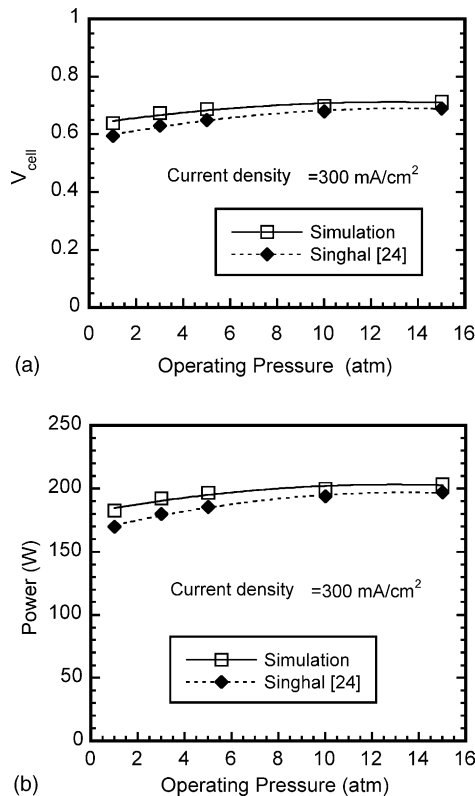 1
0.8
0.6
0.4
0.2
0
V_cell
Current density =300 mA/cm²
Simulation
Singhal [24]
0 2 4 6 8 10 12 14 16
(a)
Operating Pressure (atm)
250
200
150
100
50
0
Power (W)
Current density =300 mA/cm²
Simulation
Singhal [24]
0 2 4 6 8 10 12 14 16
(b)
Operating Pressure (atm)